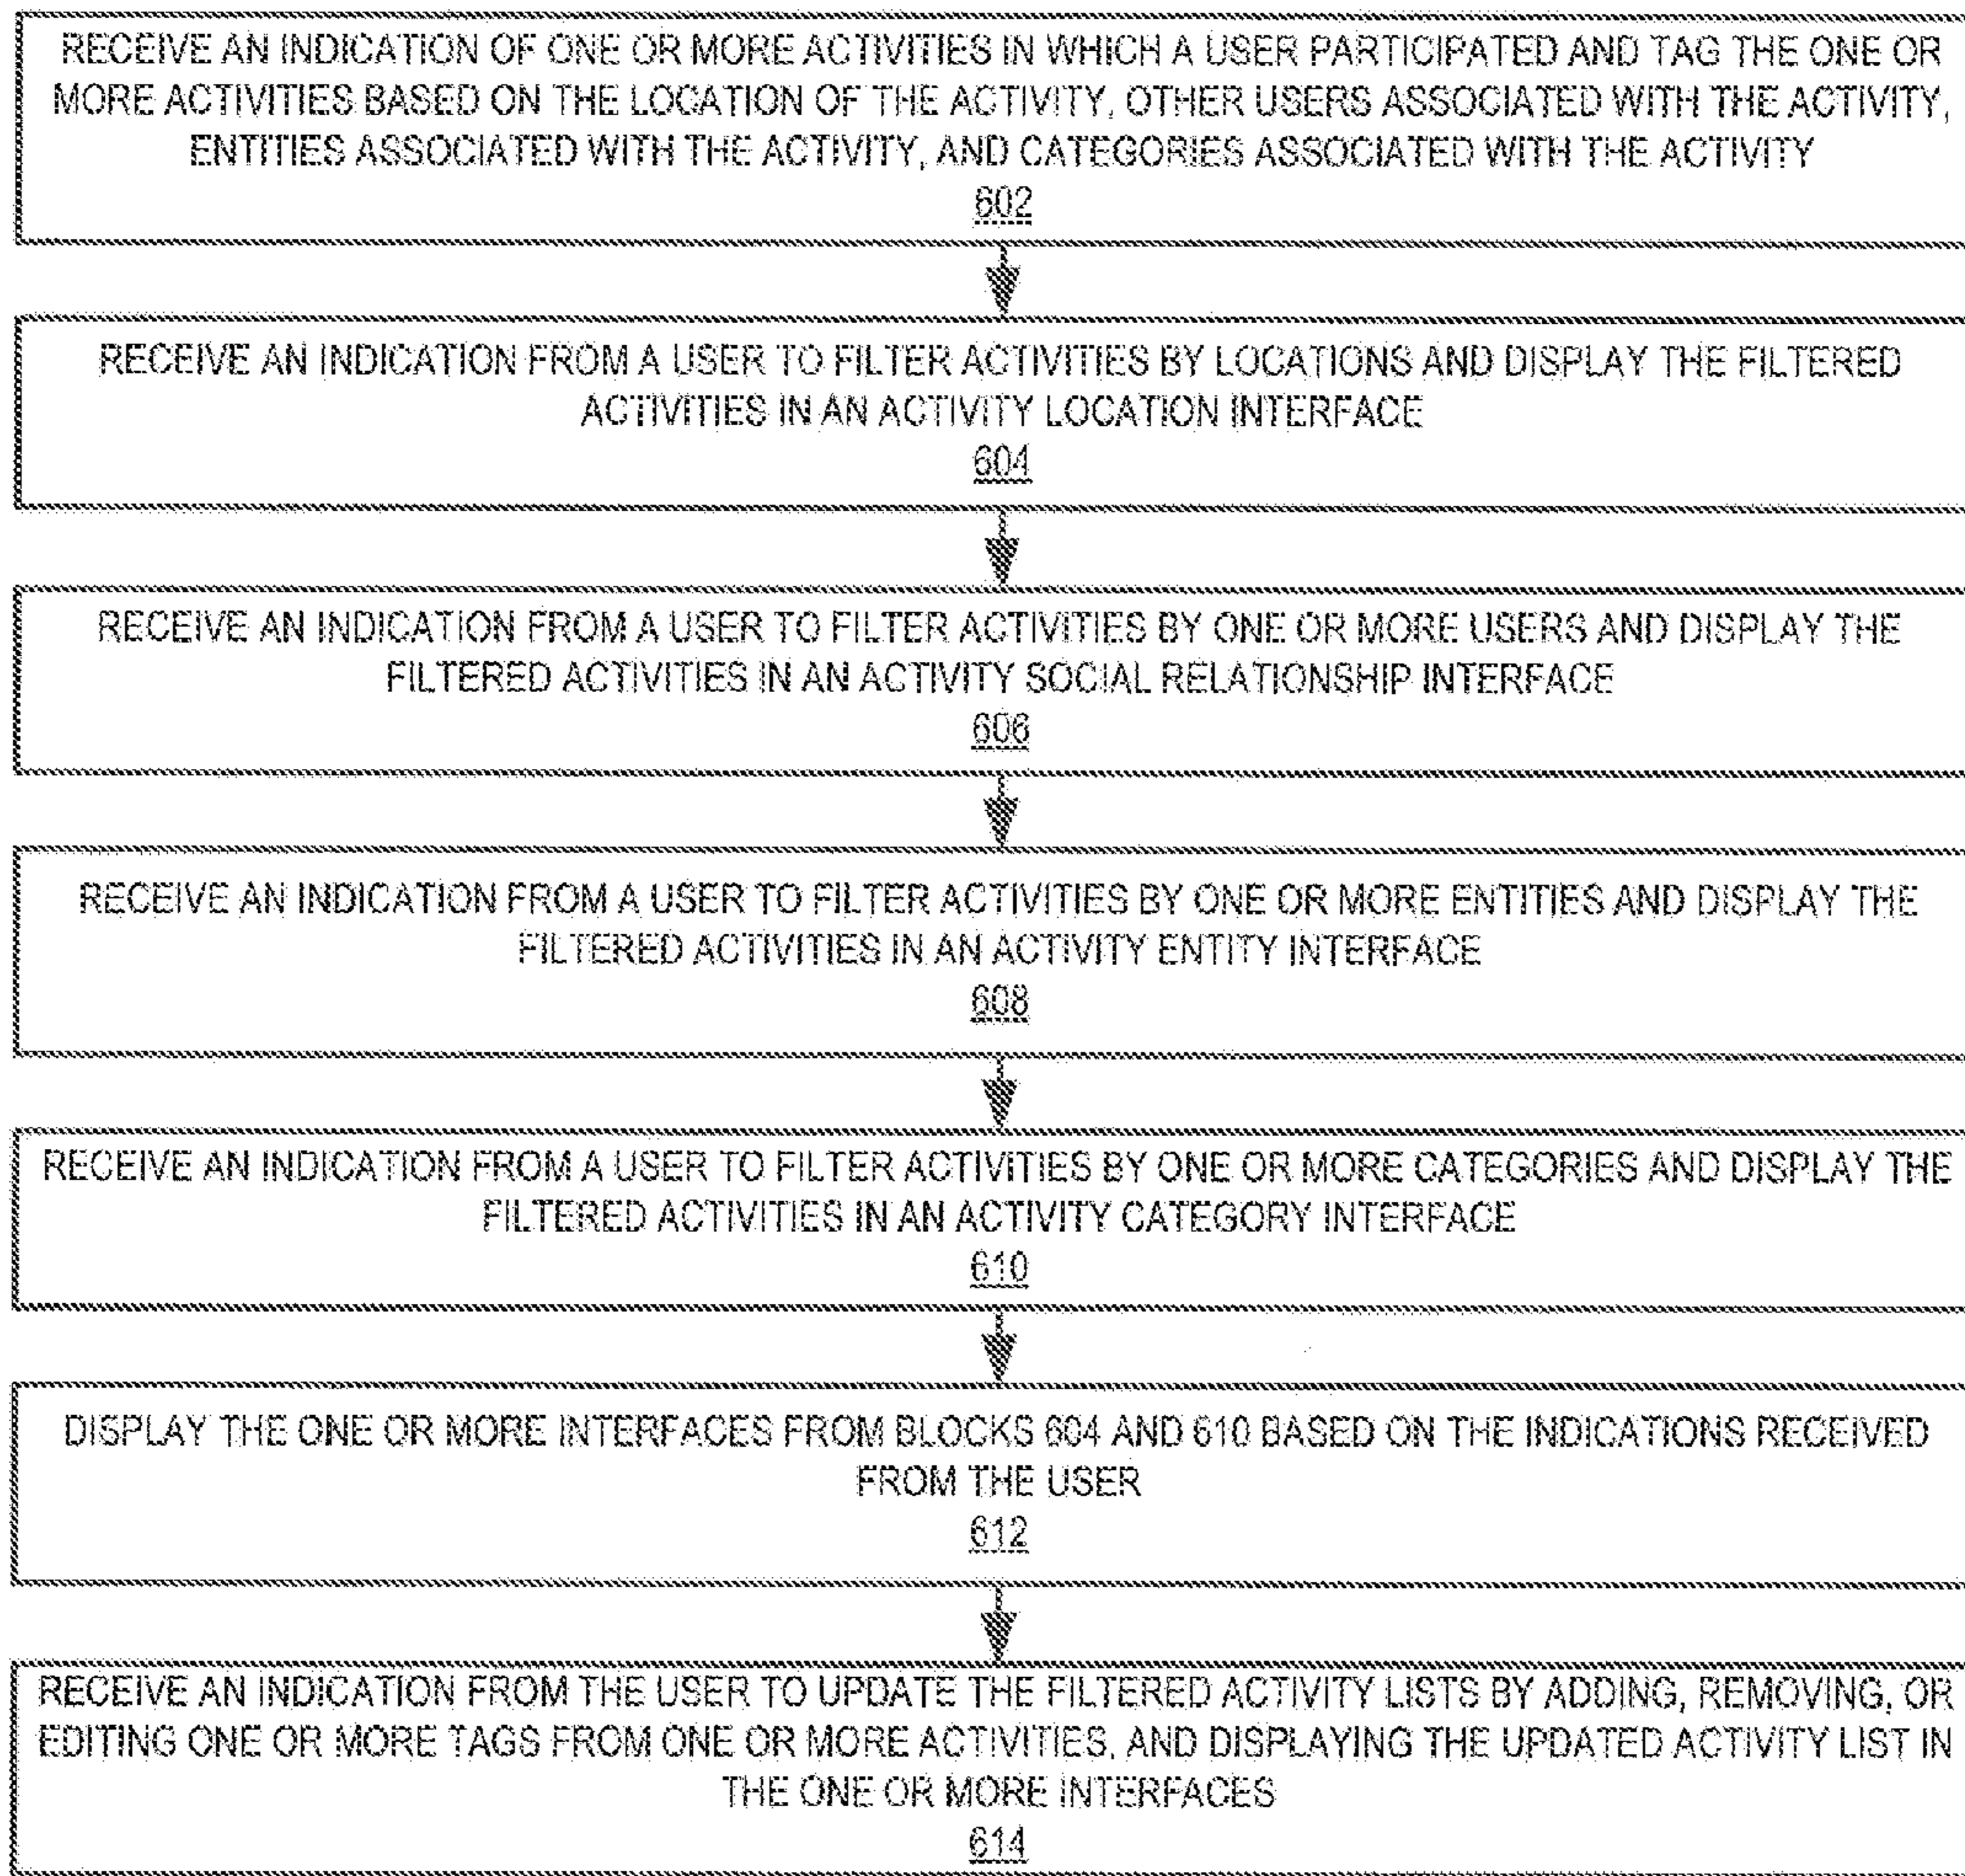 RECEIVE AN INDICATION OF ONE OR MORE ACTIVITIES IN WHICH A USER PARTICIPATED AND TAG THE ONE OR
MORE ACTIVITIES BASED ON THE LOCATION OF THE ACTIVITY, OTHER USERS ASSOCIATED WITH THE ACTIVITY,
ENTITIES ASSOCIATED WITH THE ACTIVITY, AND CATEGORIES ASSOCIATED WITH THE ACTIVITY
602
RECEIVE AN INDICATION FROM A USER TO FILTER ACTIVITIES BY LOCATIONS AND DISPLAY THE FILTERED
ACTIVITIES IN AN ACTIVITY LOCATION INTERFACE
604
RECEIVE AN INDICATION FROM A USER TO FILTER ACTIVITIES BY ONE OR MORE USERS AND DISPLAY THE
FILTERED ACTIVITIES IN AN ACTIVITY SOCIAL RELATIONSHIP INTERFACE
606
RECEIVE AN INDICATION FROM A USER TO FILTER ACTIVITIES BY ONE OR MORE ENTITIES AND DISPLAY THE
FILTERED ACTIVITIES IN AN ACTIVITY ENTITY INTERFACE
608
RECEIVE AN INDICATION FROM A USER TO FILTER ACTIVITIES BY ONE OR MORE CATEGORIES AND DISPLAY THE
FILTERED ACTIVITIES IN AN ACTIVITY CATEGORY INTERFACE
610
DISPLAY THE ONE OR MORE INTERFACES FROM BLOCKS 604 AND 610 BASED ON THE INDICATIONS RECEIVED
FROM THE USER
612
RECEIVE AN INDICATION FROM THE USER TO UPDATE THE FILTERED ACTIVITY LISTS BY ADDING, REMOVING, OR
EDITING ONE OR MORE TAGS FROM ONE OR MORE ACTIVITIES, AND DISPLAYING THE UPDATED ACTIVITY LIST IN
THE ONE OR MORE INTERFACES
614